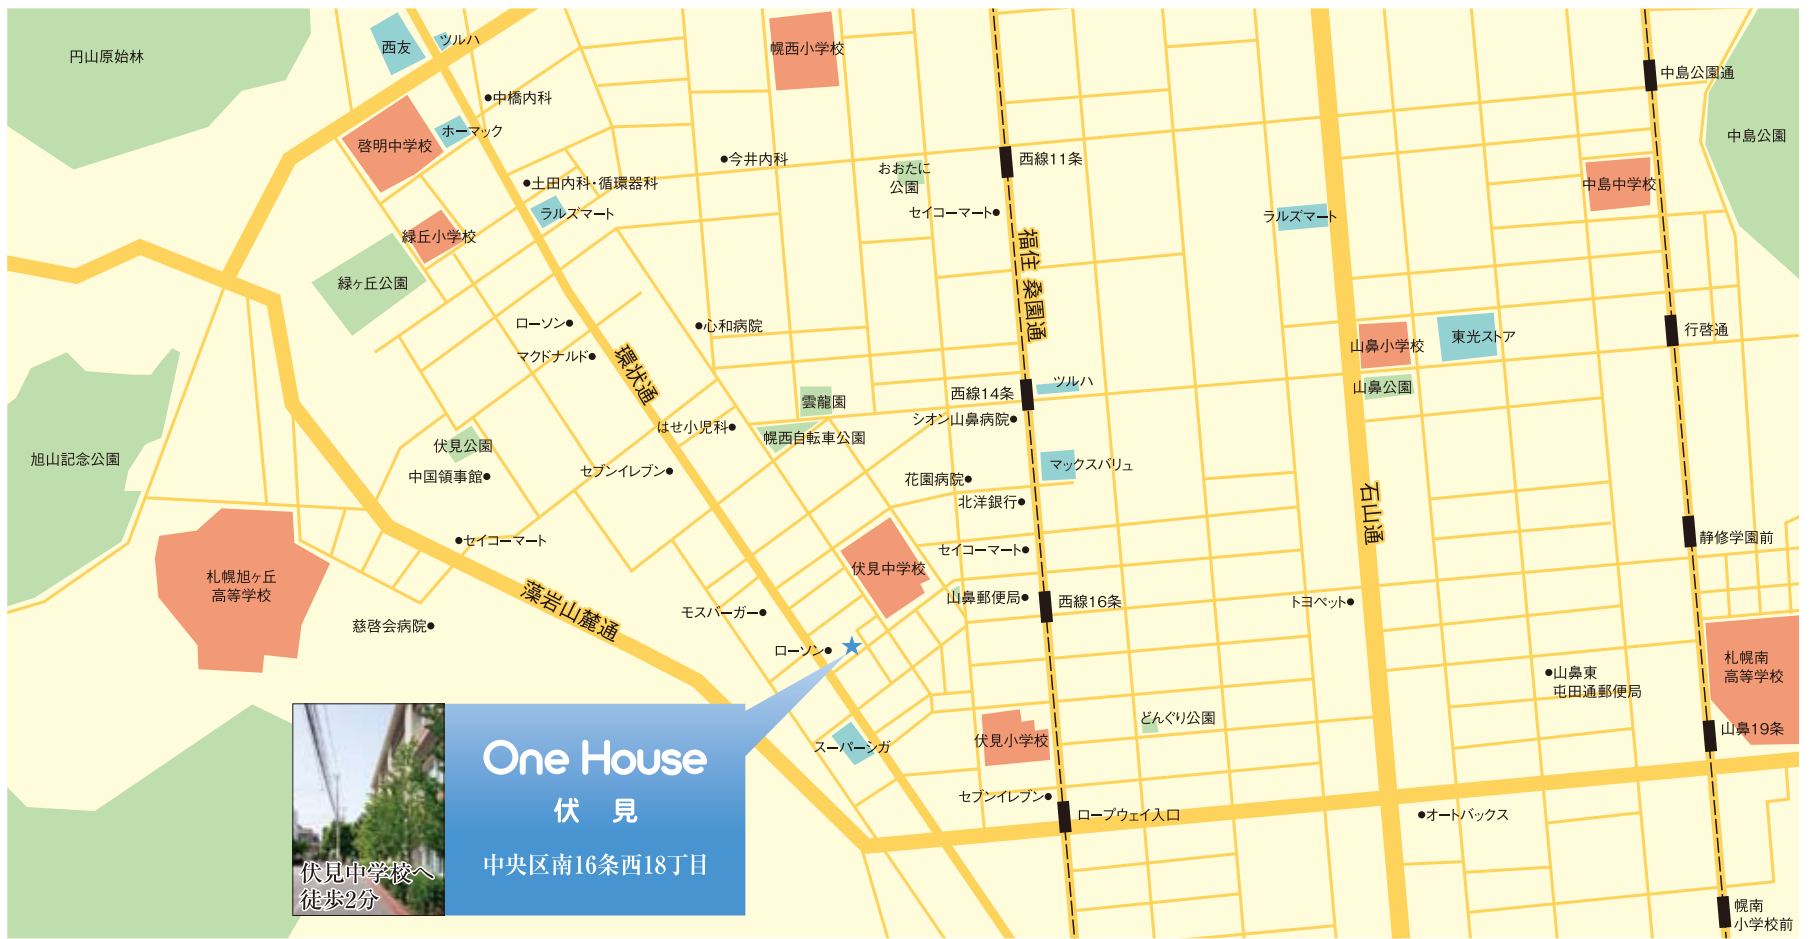 円山原始林
西友
ツルハ
幌西小学校
中島公園通
中橋内科
ホーマック
啓明中学校
中島公園
今井内科
西線11条
おおたに
公園
土田内科・循環器科
中島中学校
セイコーマート
ラルズマート
ラルズマート
緑丘小学校
福住 桑園通
緑ヶ丘公園
ローソン
心和病院
行啓通
東光ストア
山鼻小学校
マクドナルド
環状通
西線14条
ツルハ
山鼻公園
雲龍園
シオン山鼻病院
はせ小児科
幌西自転車公園
伏見公園
旭山記念公園
中国領事館
セブンイレブン
マックスバリュ
花園病院
北洋銀行
石山通
静修学園前
セイコーマート
セイコーマート
伏見中学校
札幌旭ヶ丘
高等学校
山鼻郵便局
西線16条
トヨペット
藻岩山麓通
モスバーガー
慈啓会病院
ローソン
札幌南
高等学校
山鼻東
屯田通郵便局
どんぐり公園
山鼻19条
伏見小学校
スーパーシガ
セブンイレブン
ロープウェイ入口
オートバックス
One House
伏 見
中央区南16条西18丁目
伏見中学校へ
徒歩2分
幌南
小学校前